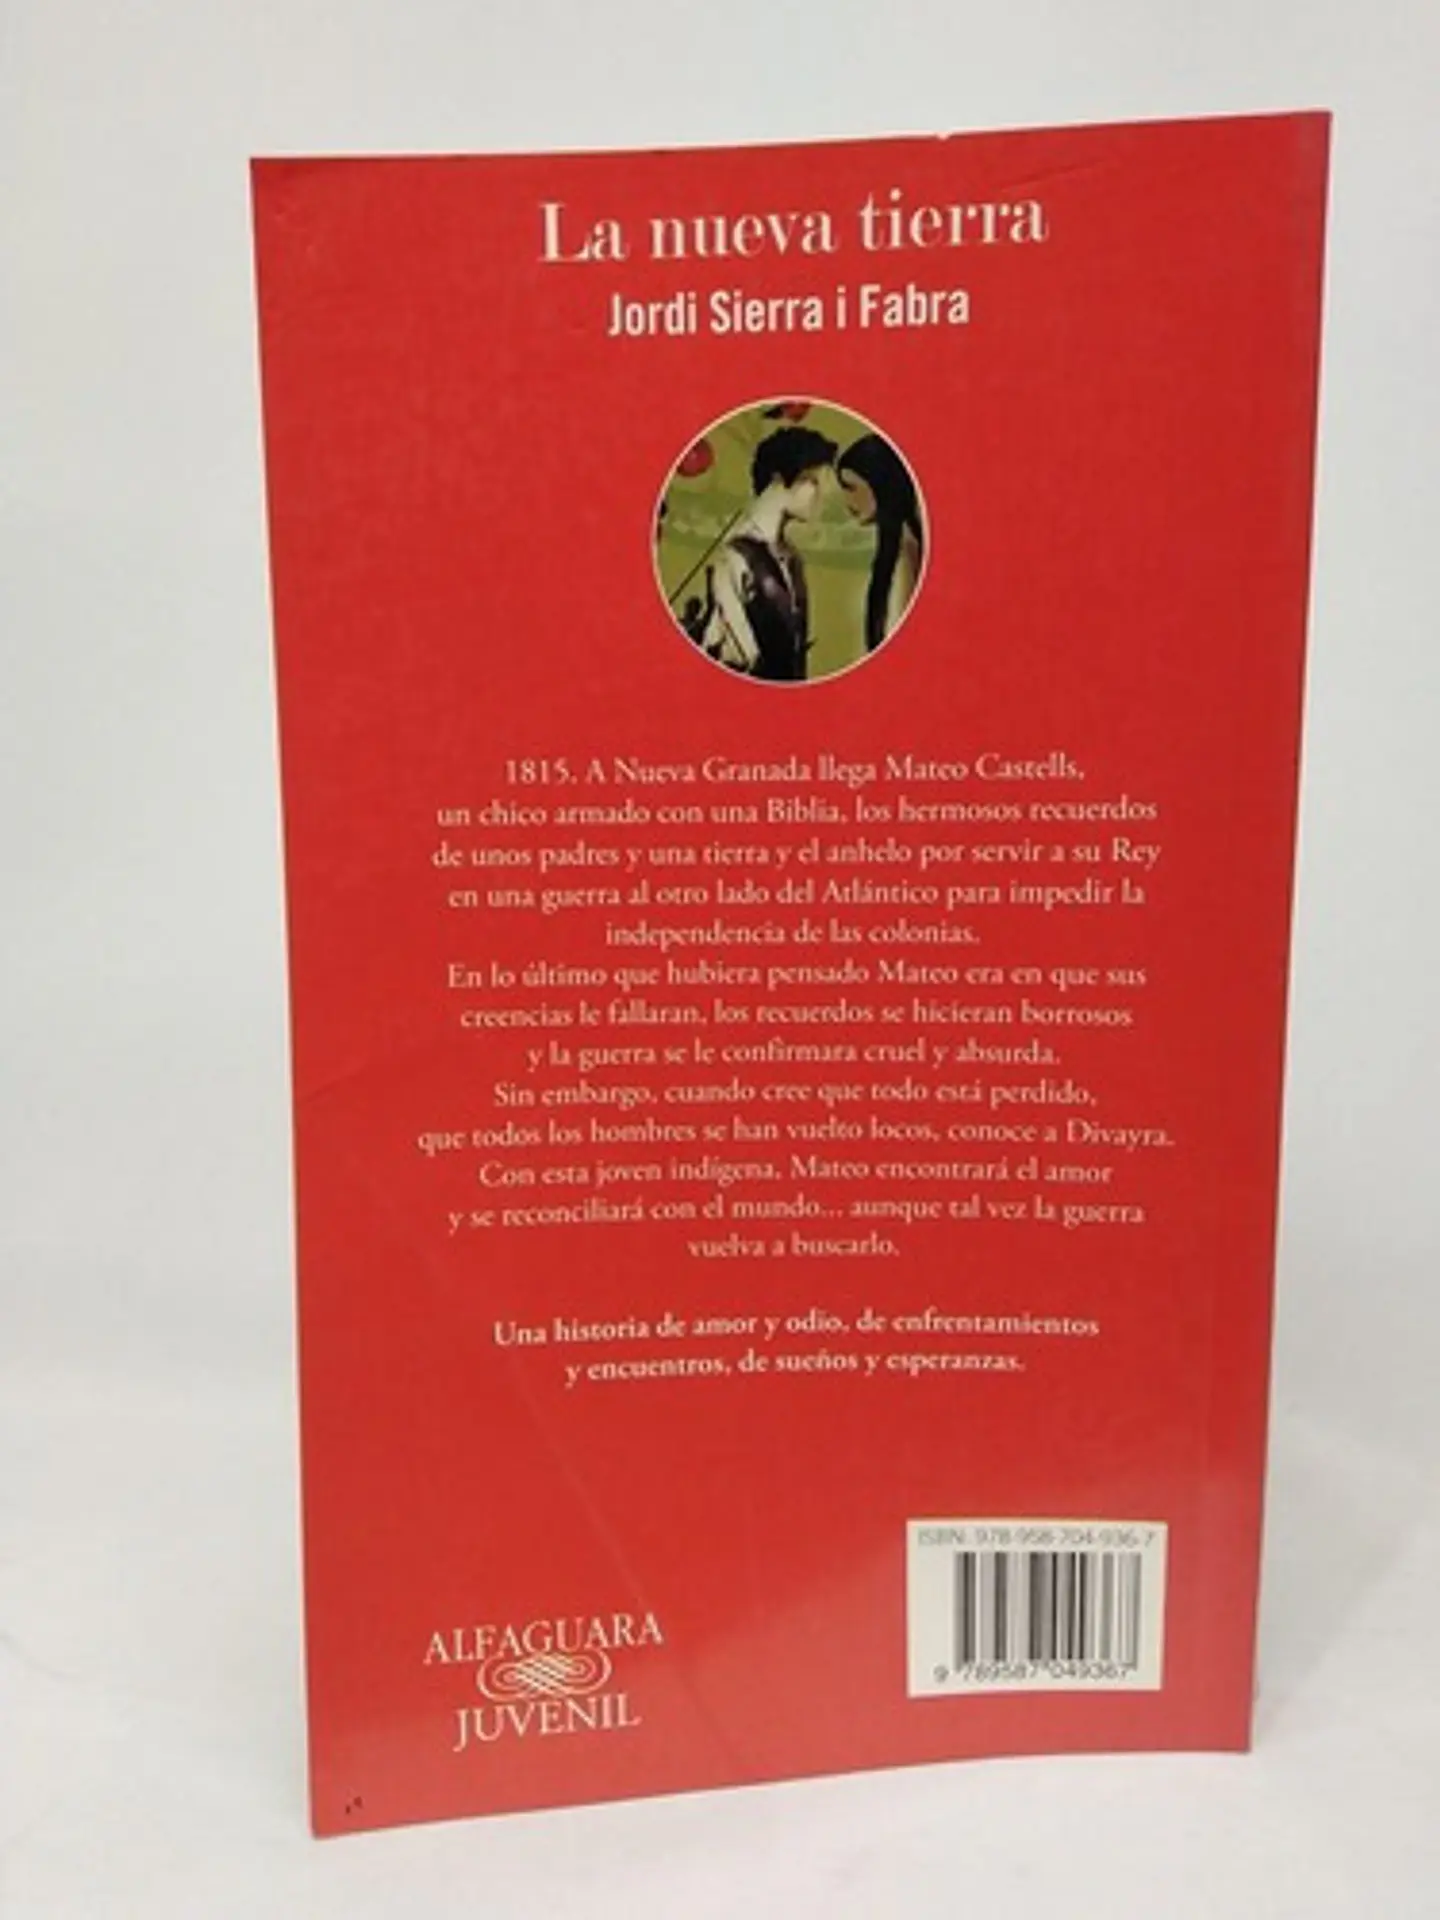 La nueva tierra
Jordi Sierra i Fabra
1815. A Nueva Granada llega Mateo Castells,
un chico armado con una Biblia, los hermosos recuerdos
de unos padres y una tierra y el anhelo por servir a su Rey
en una guerra al otro lado del Atlántico para impedir la
independencia de las colonias.
En lo último que hubiera pensado Mateo era en que sus
creencias le fallaran, los recuerdos se hicieran borrosos
y la guerra se le confirmara cruel y absurda.
Sin embargo, cuando cree que todo está perdido,
que todos los hombres se han vuelto locos, conoce a Divayra.
Con esta joven indígena, Mateo encontrará el amor
y se reconciliará con el mundo... aunque tal vez la guerra
vuelva a buscarlo.
Una historia de amor y odio, de enfrentamientos
y encuentros, de sueños y esperanzas.
ISBN: 978-958-704-936-7
9 789587 049367
ALFAGUARA
JUVENIL